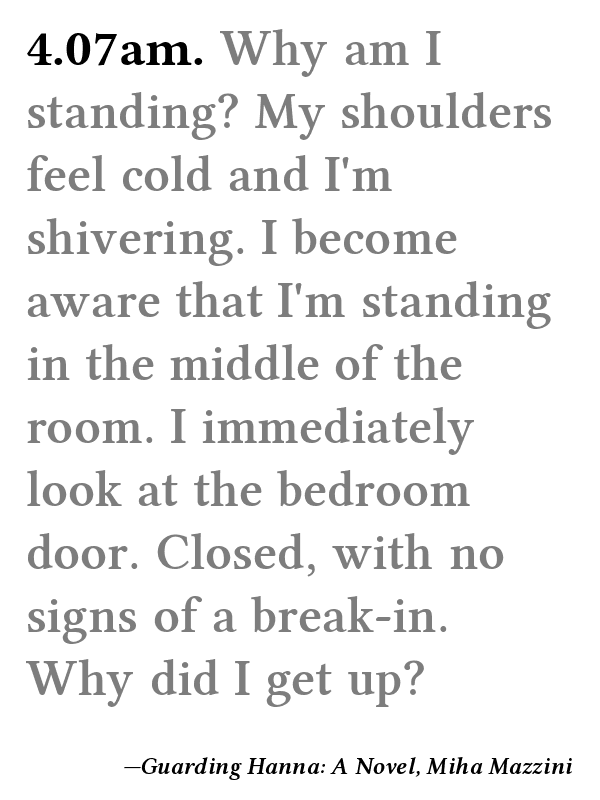 4.07am. Why am I
standing? My shoulders
feel cold and I'm
shivering. I become
aware that I'm standing
in the middle of the
room. I immediately
look at the bedroom
door. Closed, with no
signs of a break-in.
Why did I get up?
—Guarding Hanna: A Novel, Miha Mazzini